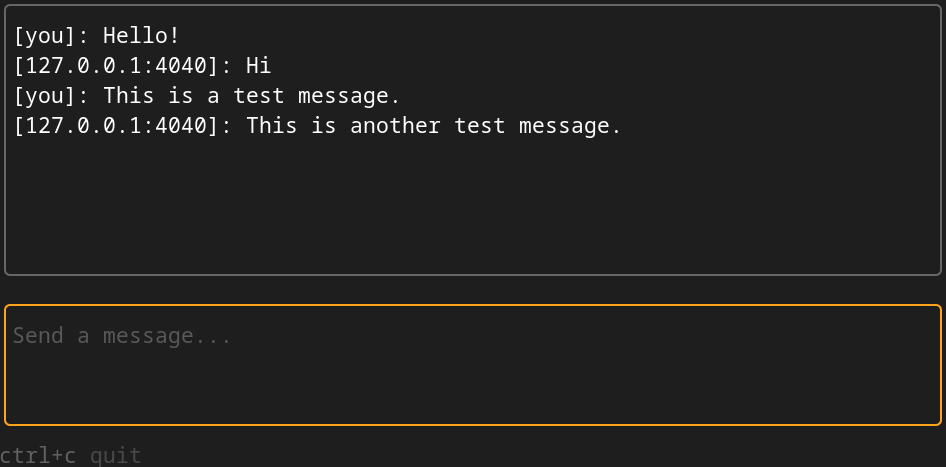 [you]: Hello!
[127.0.0.1:4040]: Hi
[you]: This is a test message.
[127.0.0.1:4040]: This is another test message.
Send a message...
ctrl+c quit